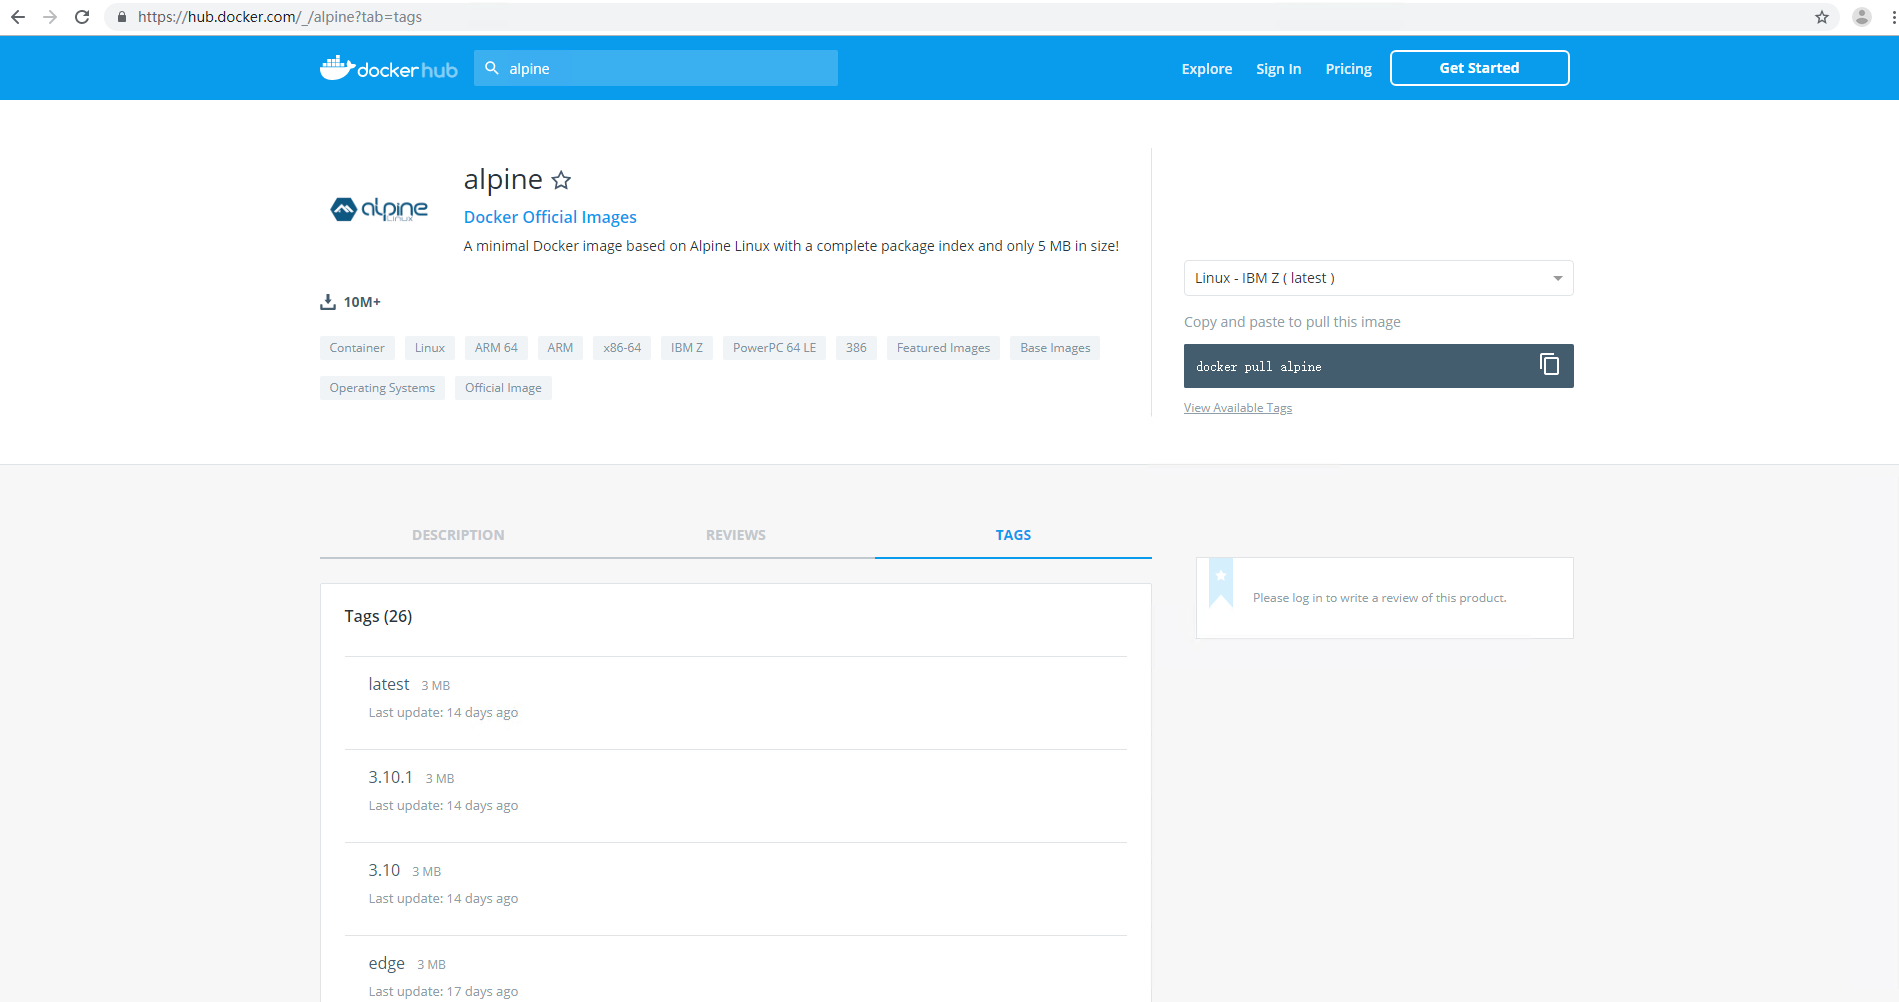 https://hub.docker.com/_/alpine?tab=tags
docker hub
alpine
Explore Sign In Pricing Get Started
alpine
alpine
LINUX
Docker Official Images
A minimal Docker image based on Alpine Linux with a complete package index and only 5 MB in size!
10M+
Container Linux ARM 64 ARM x86-64 IBM Z PowerPC 64 LE 386 Featured Images Base Images
Operating Systems Official Image
Linux - IBM Z ( latest )
Copy and paste to pull this image
docker pull alpine
View Available Tags
DESCRIPTION REVIEWS TAGS
Tags (26)
latest 3 MB
Last update: 14 days ago
3.10.1 3 MB
Last update: 14 days ago
3.10 3 MB
Last update: 14 days ago
edge 3 MB
Last update: 17 days ago
Please log in to write a review of this product.